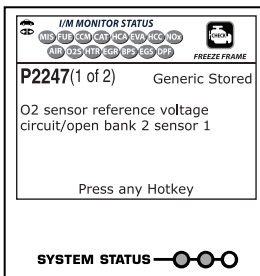 I/M MONITOR STATUS
MIS FUE CCM CAT HCA EVA HCC NOx
AIR O2S HTR EGR BPS EGS DPF
CHECK
FREEZE FRAME
P2247(1 of 2) Generic Stored
O2 sensor reference voltage
circuit/open bank 2 sensor 1
Press any Hotkey
SYSTEM STATUS